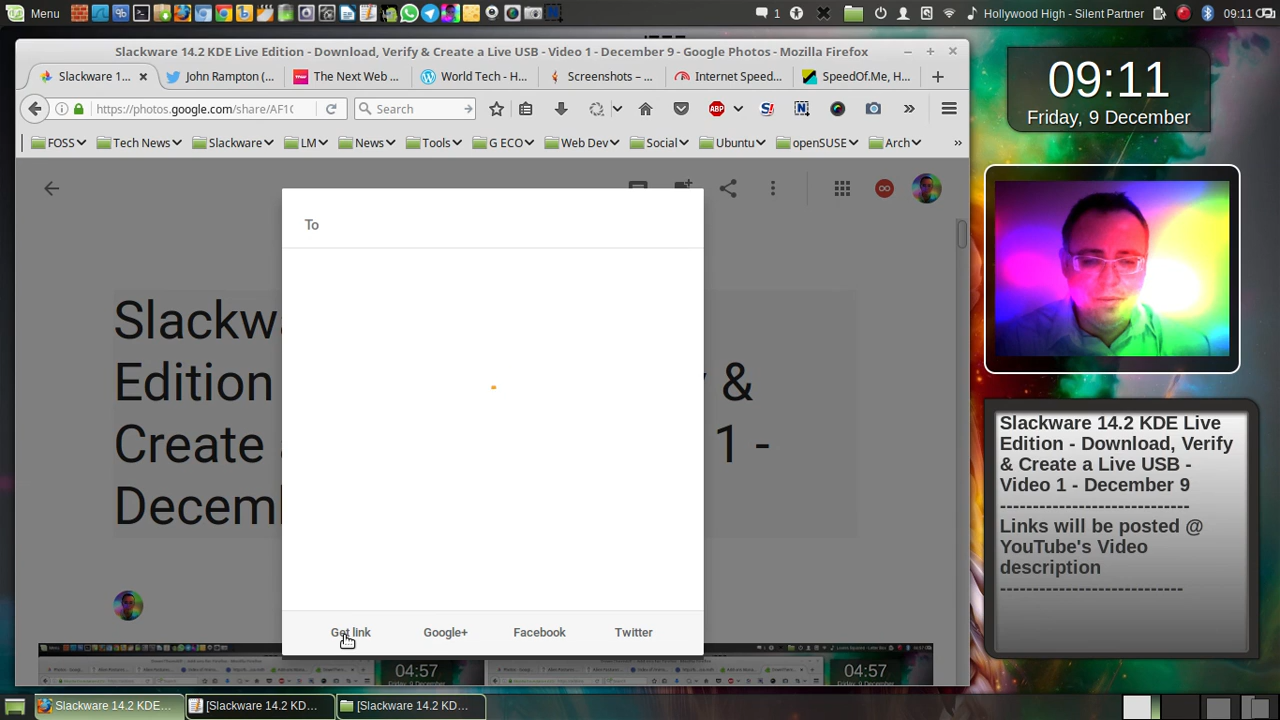 Menu
1
Hollywood High - Silent Partner
09:11
Slackware 14.2 KDE Live Edition - Download, Verify & Create a Live USB - Video 1 - December 9 - Google Photos - Mozilla Firefox
Slackware 1...
John Rampton (...
The Next Web ...
World Tech - H...
Screenshots – ...
Internet Speed...
SpeedOf.Me, H...
https://photos.google.com/share/AF1
Search
ABP
FOSS
Tech News
Slackware
LM
News
Tools
G ECO
Web Dev
Social
Ubuntu
openSUSE
Arch
09:11
Friday, 9 December
To
Slackw
Edition
&
Create
1 -
Decem
Get link
Google+
Facebook
Twitter
04:57
04:57
Slackware 14.2 KDE Live
Edition - Download, Verify
& Create a Live USB -
Video 1 - December 9
----------------------------
Links will be posted @
YouTube's Video
description
---------------------------
Slackware 14.2 KDE...
[Slackware 14.2 KD...
[Slackware 14.2 KD...